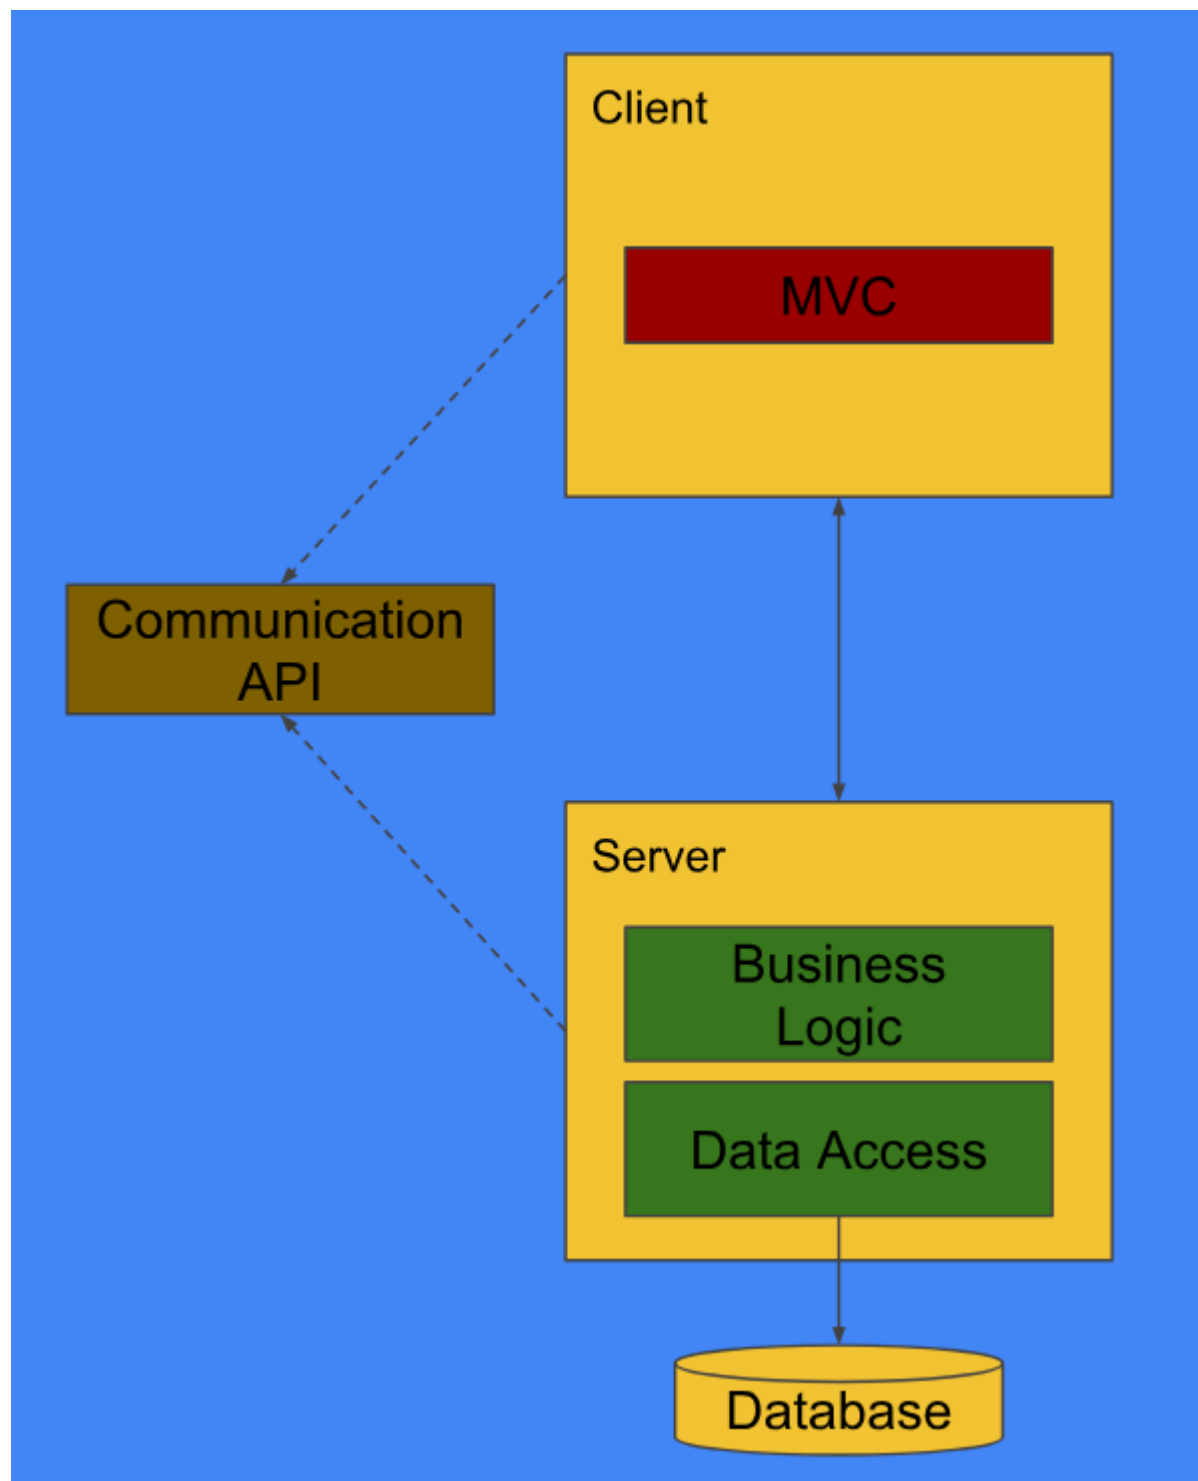 Client
MVC
Communication
API
Server
Business
Logic
Data Access
Database